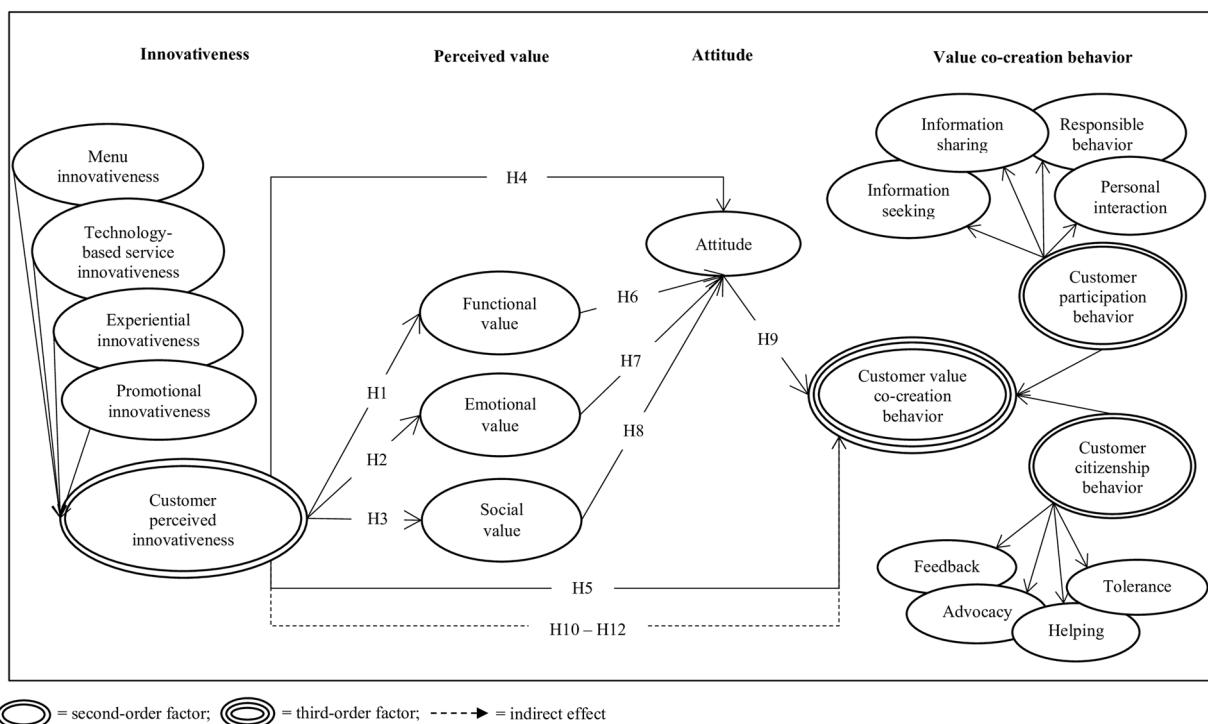 Innovativeness
Perceived value
Attitude
Value co-creation behavior
Menu
innovativeness
Technology-
based service
innovativeness
Experiential
innovativeness
Promotional
innovativeness
Customer
perceived
innovativeness
H4
H1
H2
H3
Functional
value
Emotional
value
Social
value
H6
H7
H8
Attitude
H9
H5
H10 – H12
Information
sharing
Responsible
behavior
Information
seeking
Personal
interaction
Customer
participation
behavior
Customer value
co-creation
behavior
Customer
citizenship
behavior
Feedback
Advocacy
Helping
Tolerance
= second-order factor;
= third-order factor;
= indirect effect